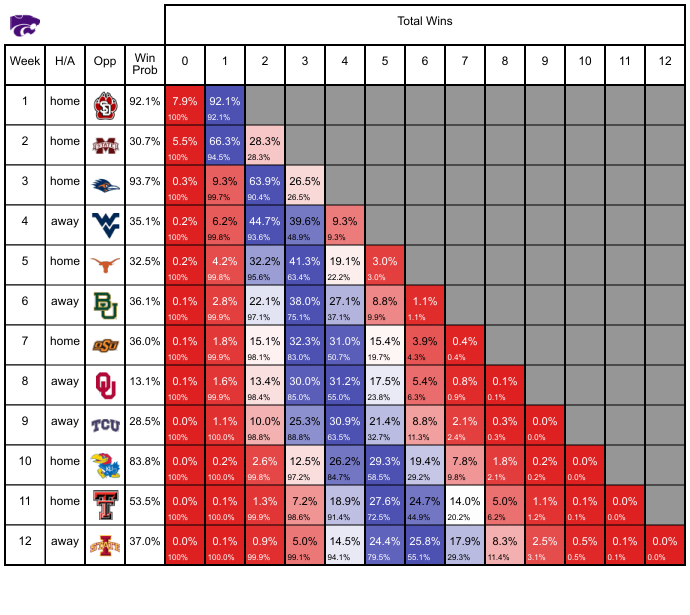 Total Wins
Week H/A Opp Win Prob 0 1 2 3 4 5 6 7 8 9 10 11 12
1 home 92.1% 7.9% 92.1%
100% 92.1%
2 home STATE 30.7% 5.5% 66.3% 28.3%
100% 94.5% 28.3%
3 home 93.7% 0.3% 9.3% 63.9% 26.5%
100% 99.7% 90.4% 26.5%
4 away WV 35.1% 0.2% 6.2% 44.7% 39.6% 9.3%
100% 99.8% 93.6% 48.9% 9.3%
5 home 32.5% 0.2% 4.2% 32.2% 41.3% 19.1% 3.0%
100% 99.8% 95.6% 63.4% 22.2% 3.0%
6 away BU 36.1% 0.1% 2.8% 22.1% 38.0% 27.1% 8.8% 1.1%
100% 99.9% 97.1% 75.1% 37.1% 9.9% 1.1%
7 home OSU 36.0% 0.1% 1.8% 15.1% 32.3% 31.0% 15.4% 3.9% 0.4%
100% 99.9% 98.1% 83.0% 50.7% 19.7% 4.3% 0.4%
8 away OU 13.1% 0.1% 1.6% 13.4% 30.0% 31.2% 17.5% 5.4% 0.8% 0.1%
100% 99.9% 98.4% 85.0% 55.0% 23.8% 6.3% 0.9% 0.1%
9 away TCU 28.5% 0.0% 1.1% 10.0% 25.3% 30.9% 21.4% 8.8% 2.1% 0.3% 0.0%
100% 100.0% 98.8% 88.8% 63.5% 32.7% 11.3% 2.4% 0.3% 0.0%
10 home KU 83.8% 0.0% 0.2% 2.6% 12.5% 26.2% 29.3% 19.4% 7.8% 1.8% 0.2% 0.0%
100% 100.0% 99.8% 97.2% 84.7% 58.5% 29.2% 9.8% 2.1% 0.2% 0.0%
11 home T 53.5% 0.0% 0.1% 1.3% 7.2% 18.9% 27.6% 24.7% 14.0% 5.0% 1.1% 0.1% 0.0%
100% 100.0% 99.9% 98.6% 91.4% 72.5% 44.9% 20.2% 6.2% 1.2% 0.1% 0.0%
12 away STATE 37.0% 0.0% 0.1% 0.9% 5.0% 14.5% 24.4% 25.8% 17.9% 8.3% 2.5% 0.5% 0.1% 0.0%
100% 100.0% 99.9% 99.1% 94.1% 79.5% 55.1% 29.3% 11.4% 3.1% 0.5% 0.1% 0.0%